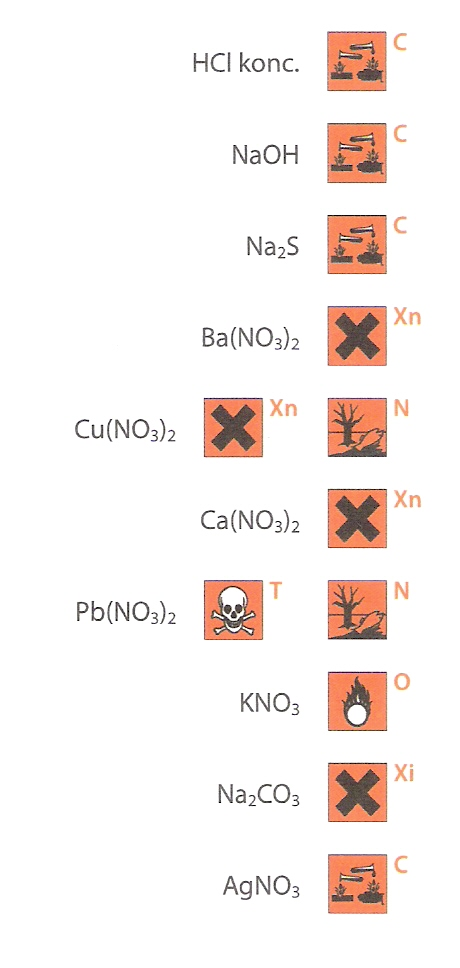 HCl konc. C
NaOH C
Na₂S C
Ba(NO₃)₂ Xn
Cu(NO₃)₂ Xn N
Ca(NO₃)₂ Xn
Pb(NO₃)₂ T N
KNO₃ O
Na₂CO₃ Xi
AgNO₃ C